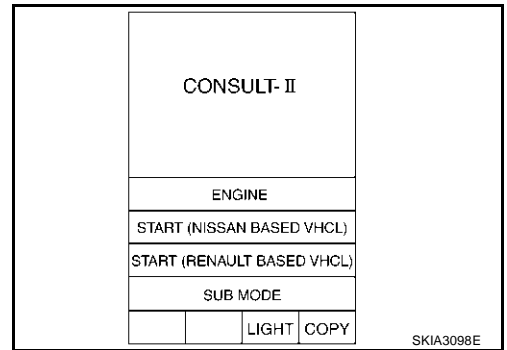 CONSULT-II
ENGINE
START (NISSAN BASED VHCL)
START (RENAULT BASED VHCL)
SUB MODE
LIGHT COPY
SKIA3098E